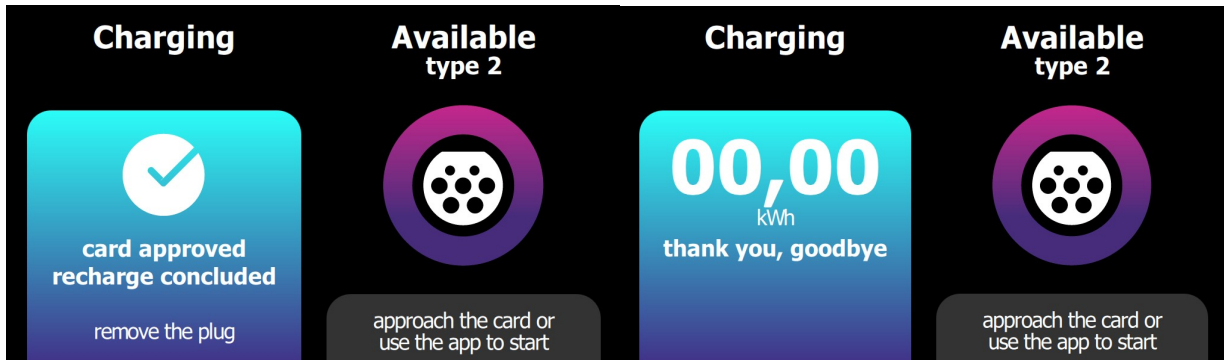 Charging
card approved
recharge concluded
remove the plug
Available
type 2
approach the card or
use the app to start
Charging
00,00
kWh
thank you, goodbye
Available
type 2
approach the card or
use the app to start